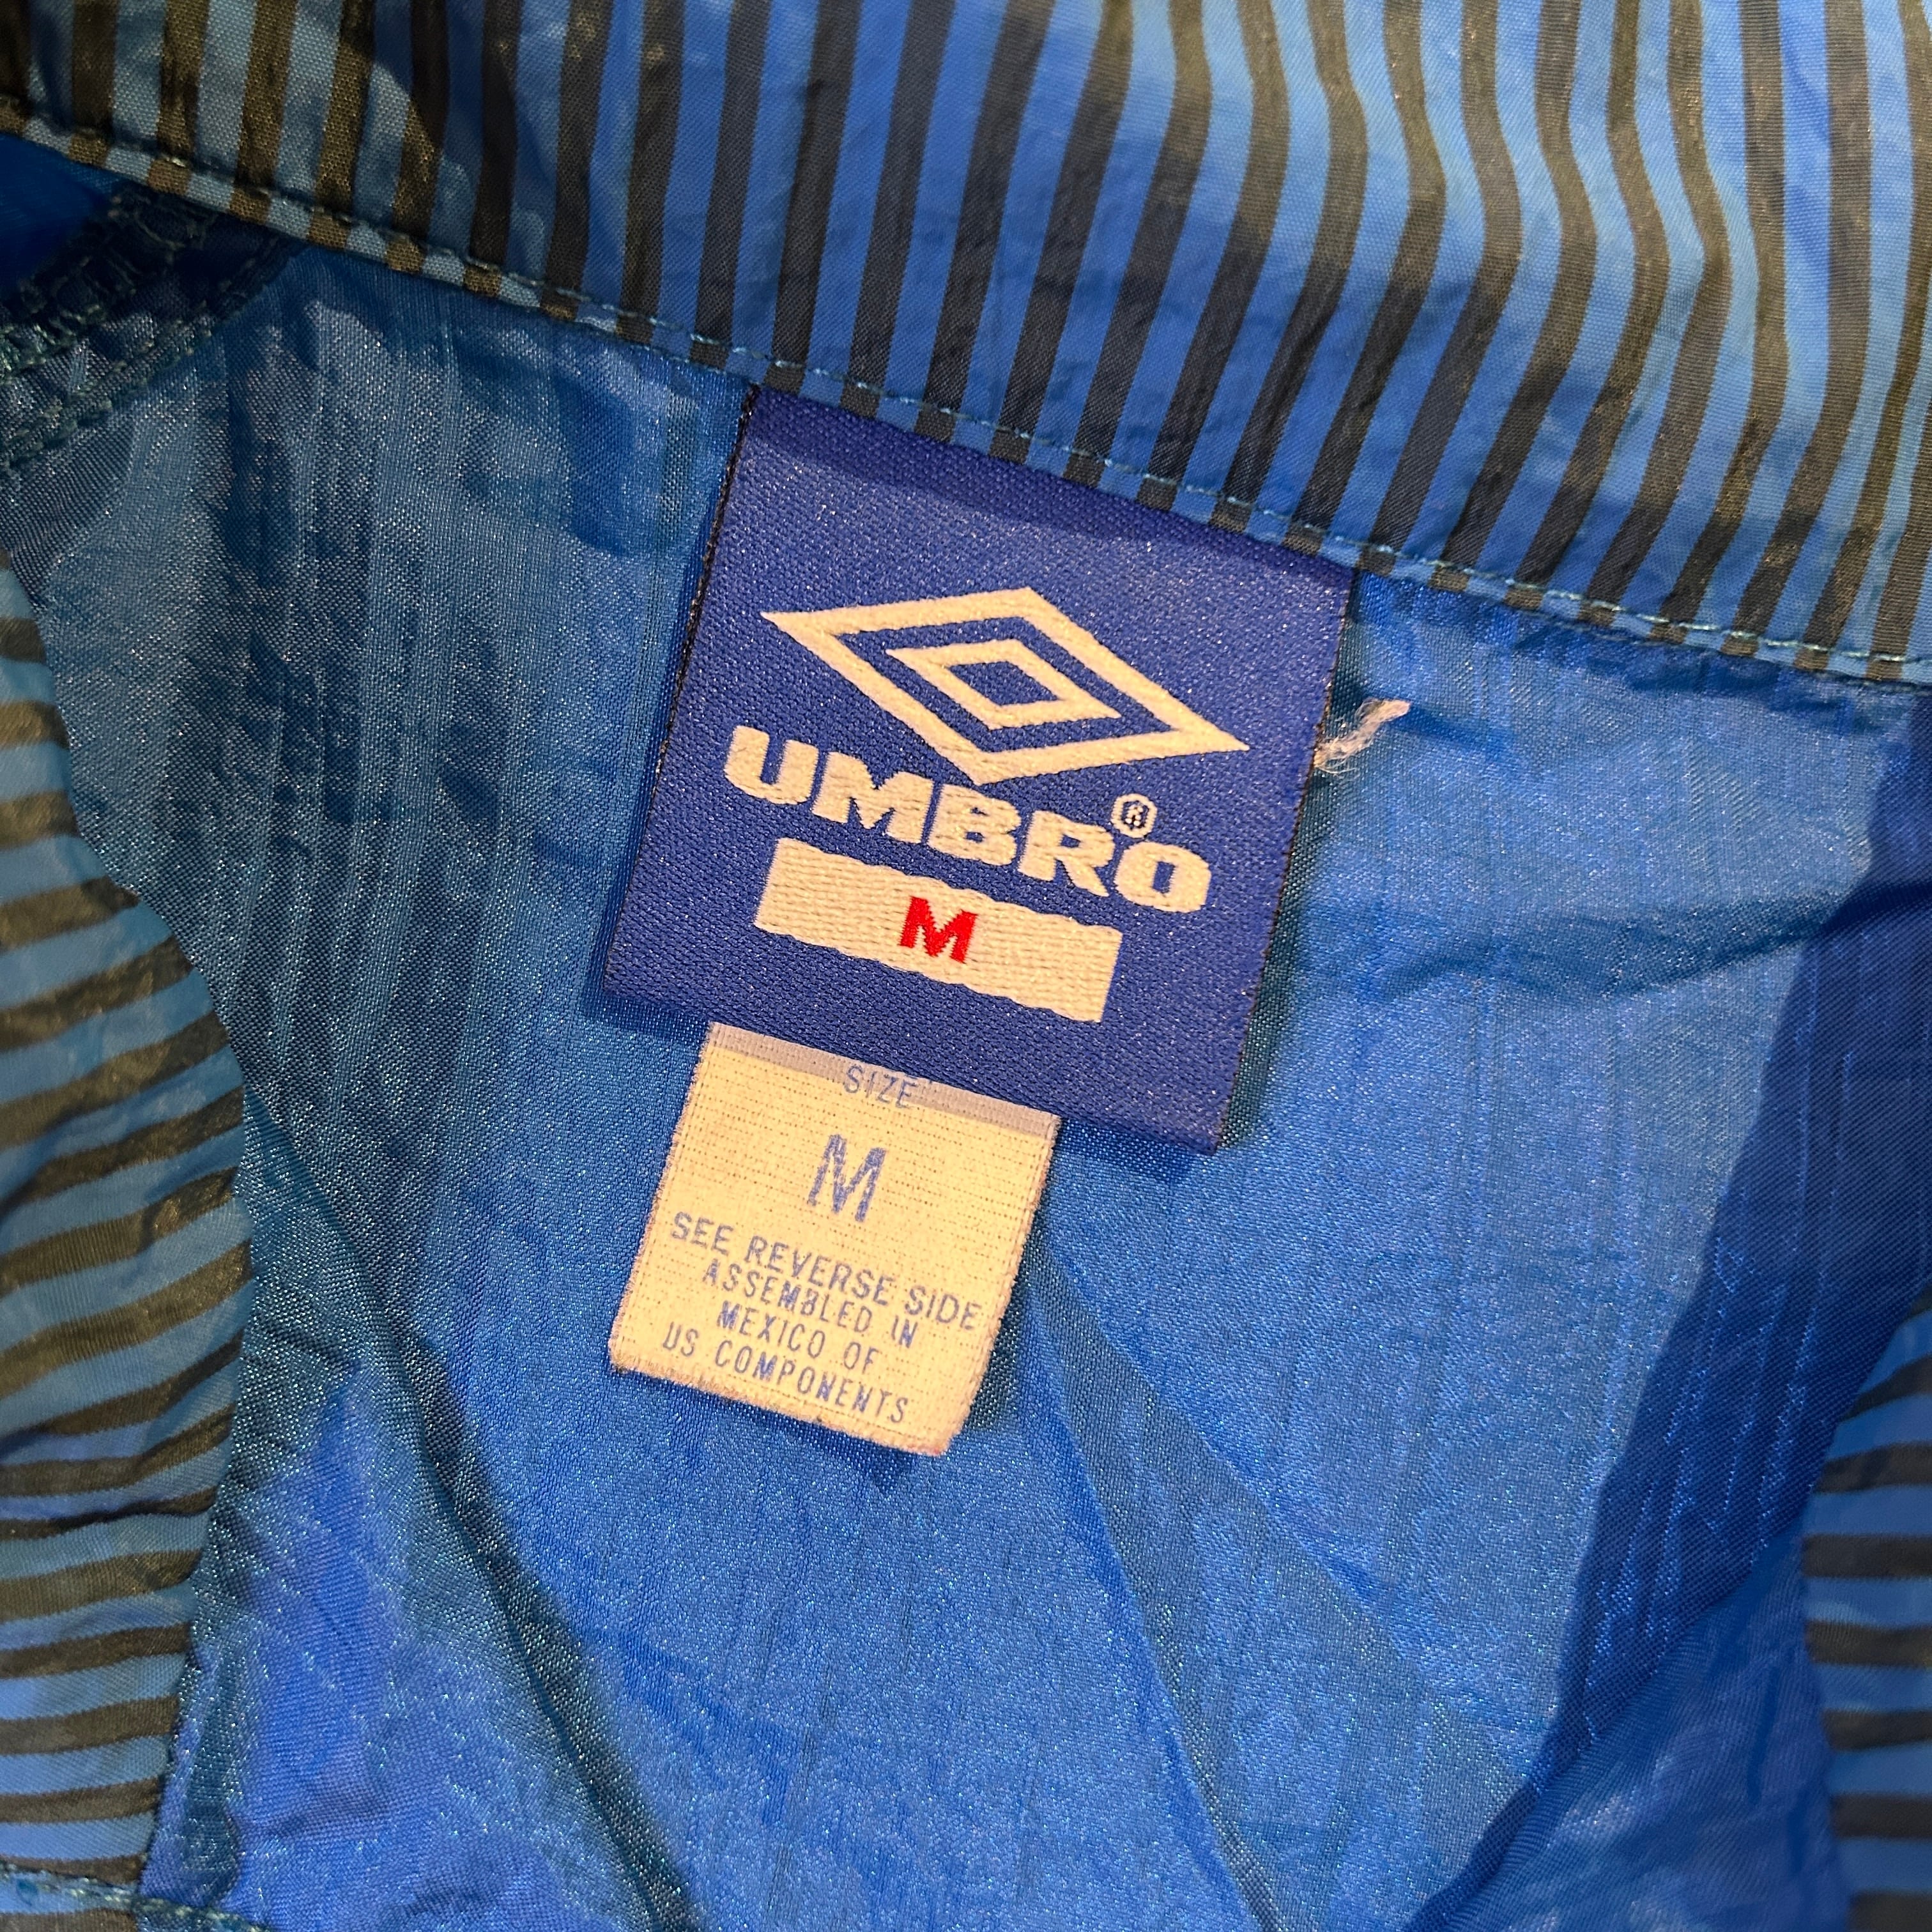 UMBRO®
M
SIZE
M
SEE REVERSE SIDE
ASSEMBLED IN
MEXICO OF
US COMPONENTS